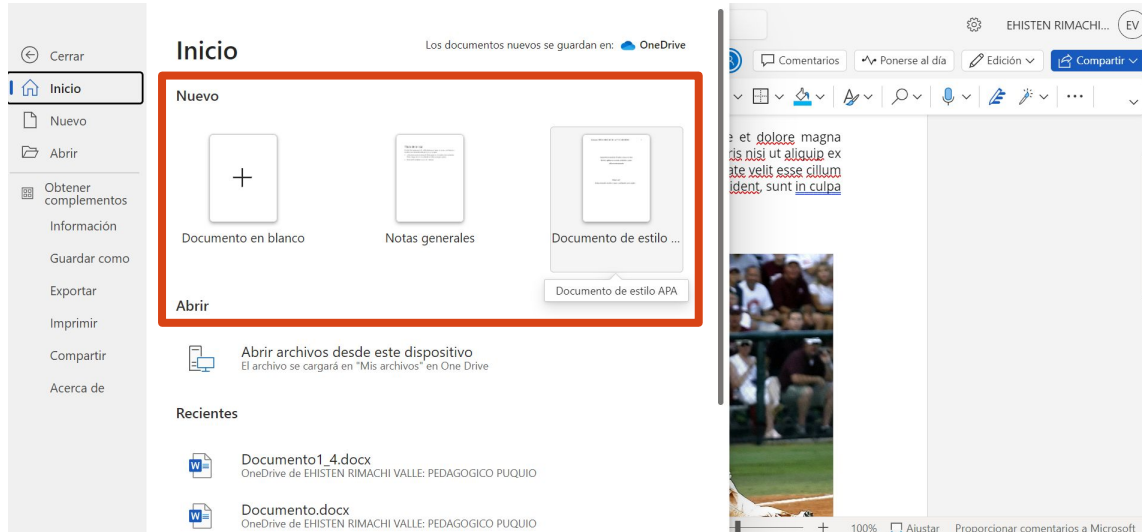 Cerrar
Inicio
Nuevo
Abrir
Obtener
complementos
Información
Guardar como
Exportar
Imprimir
Compartir
Acerca de
Inicio
Los documentos nuevos se guardan en: OneDrive
Nuevo
Documento en blanco
Notas generales
Documento de estilo ...
Documento de estilo APA
Abrir
Abrir archivos desde este dispositivo
El archivo se cargará en "Mis archivos" en One Drive
Recientes
Documento1_4.docx
OneDrive de EHISTEN RIMACHI VALLE: PEDAGOGICO PUQUIO
Documento.docx
OneDrive de EHISTEN RIMACHI VALLE: PEDAGOGICO PUQUIO
EHISTEN RIMACHI... EV
Comentarios Ponerse al día Edición Compartir
et dolore magna
nisi ut aliquip ex
velit esse cillum
sunt in culpa
100% Ajustar Proporcionar comentarios a Microsoft